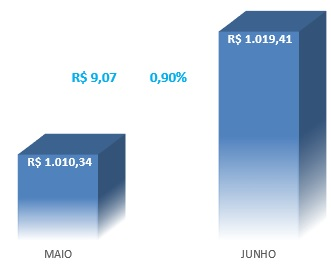 R$ 1.019,41
R$ 9,07 0,90%
R$ 1.010,34
MAIO JUNHO